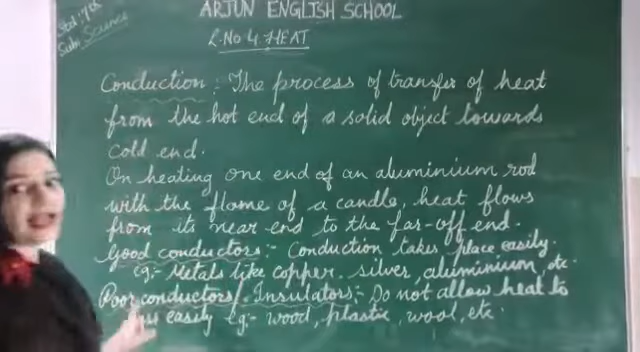 Std:- 7th
Sub: Science
ARJUN ENGLISH SCHOOL
L.No 4. HEAT
Conduction: The process of transfer of heat
from the hot end of a solid object towards
cold end.
On heating one end of an aluminium rod
with the flame of a candle, heat flows
from its near end to the far-off end.
Good conductors:- Conduction takes place easily.
eg:- Metals like copper, silver, aluminium, etc.
Poor conductors/ Insulators:- Do not allow heat to
easily eg:- wood, plastic, wool, etc.